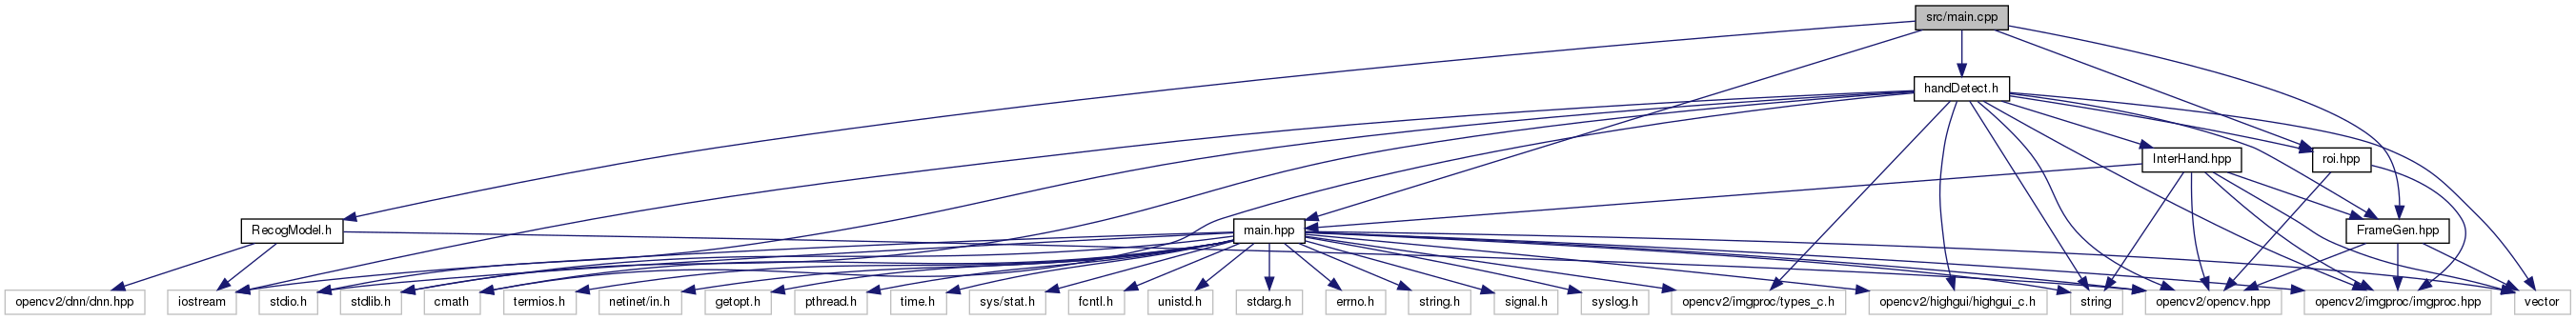 src/main.cpp
handDetect.h
InterHand.hpp
roi.hpp
RecogModel.h
main.hpp
FrameGen.hpp
opencv2/dnn/dnn.hpp
iostream
stdio.h
stdlib.h
cmath
termios.h
netinet/in.h
getopt.h
pthread.h
time.h
sys/stat.h
fcntl.h
unistd.h
stdarg.h
errno.h
string.h
signal.h
syslog.h
opencv2/imgproc/types_c.h
opencv2/highgui/highgui_c.h
string
opencv2/opencv.hpp
opencv2/imgproc/imgproc.hpp
vector